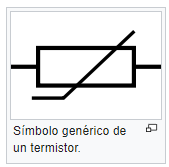 Símbolo genérico de
un termistor.